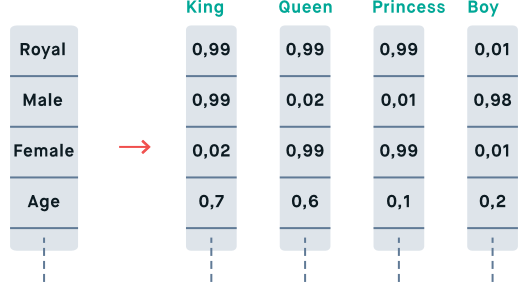 King Queen Princess Boy
Royal 0,99 0,99 0,99 0,01
Male 0,99 0,02 0,01 0,98
Female 0,02 0,99 0,99 0,01
Age 0,7 0,6 0,1 0,2